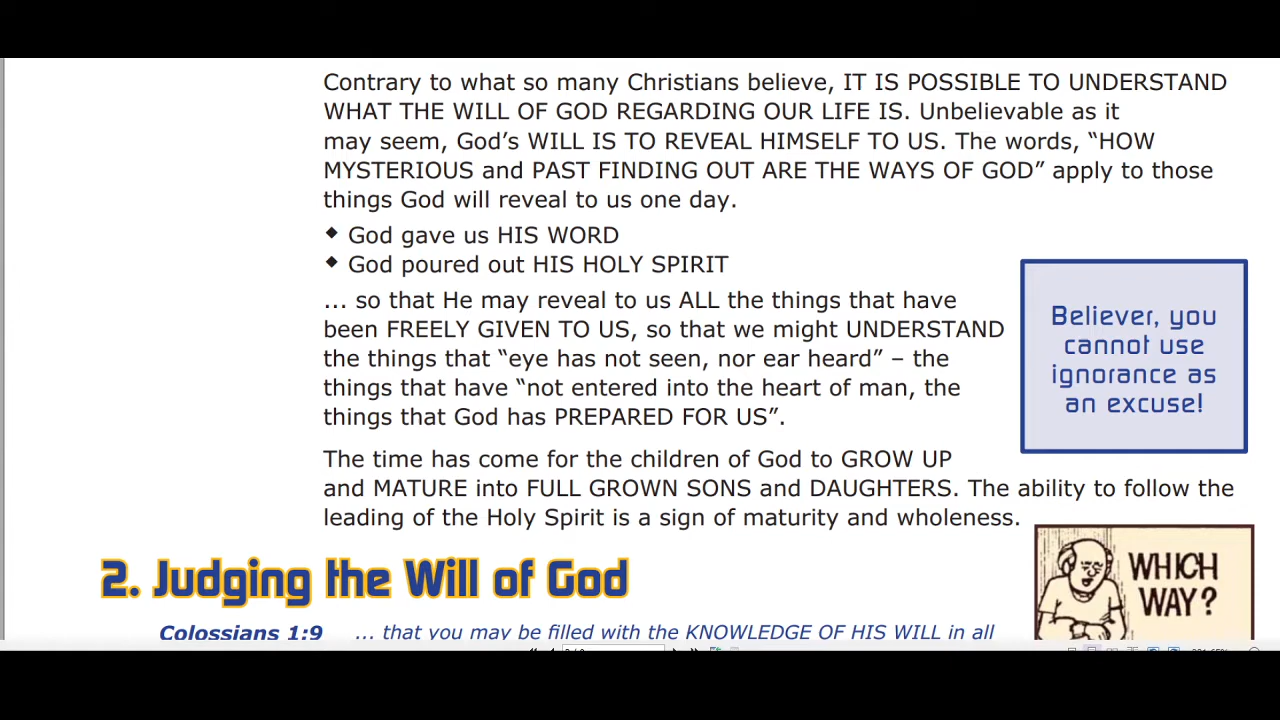 Contrary to what so many Christians believe, IT IS POSSIBLE TO UNDERSTAND
WHAT THE WILL OF GOD REGARDING OUR LIFE IS. Unbelievable as it
may seem, God’s WILL IS TO REVEAL HIMSELF TO US. The words, “HOW
MYSTERIOUS and PAST FINDING OUT ARE THE WAYS OF GOD” apply to those
things God will reveal to us one day.
◆ God gave us HIS WORD
◆ God poured out HIS HOLY SPIRIT
... so that He may reveal to us ALL the things that have
been FREELY GIVEN TO US, so that we might UNDERSTAND
the things that “eye has not seen, nor ear heard” – the
things that have “not entered into the heart of man, the
things that God has PREPARED FOR US”.
Believer, you
cannot use
ignorance as
an excuse!
The time has come for the children of God to GROW UP
and MATURE into FULL GROWN SONS and DAUGHTERS. The ability to follow the
leading of the Holy Spirit is a sign of maturity and wholeness.
WHICH
WAY?
2. Judging the Will of God
Colossians 1:9 ... that you may be filled with the KNOWLEDGE OF HIS WILL in all